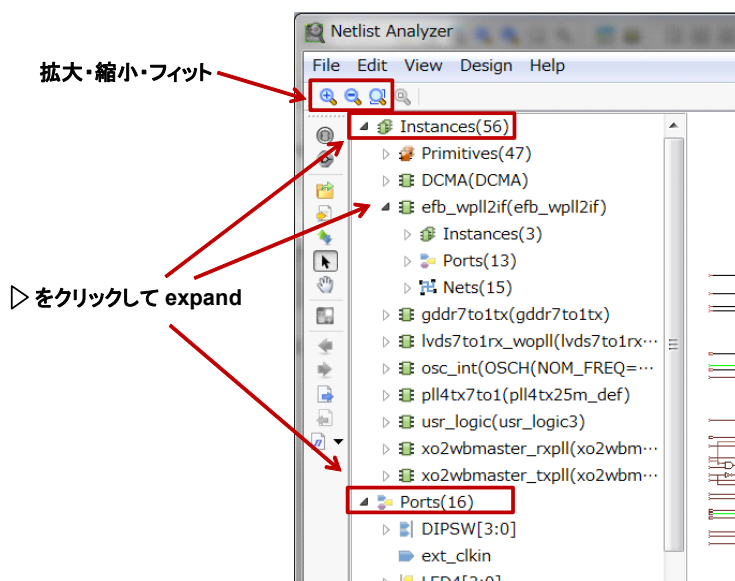 Netlist Analyzer
File Edit View Design Help
拡大・縮小・フィット
Instances(56)
Primitives(47)
DCMA(DCMA)
efb_wpll2if(efb_wpll2if)
Instances(3)
Ports(13)
Nets(15)
▷をクリックして expand
gddr7to1tx(gddr7to1tx)
lvds7to1rx_wopll(lvds7to1rx…
osc_int(OSCH(NOM_FREQ=…
pll4tx7to1(pll4tx25m_def)
usr_logic(usr_logic3)
xo2wbmaster_rxpll(xo2wbm…
xo2wbmaster_txpll(xo2wbm…
Ports(16)
DIPSW[3:0]
ext_clkin
LED4[3:0]